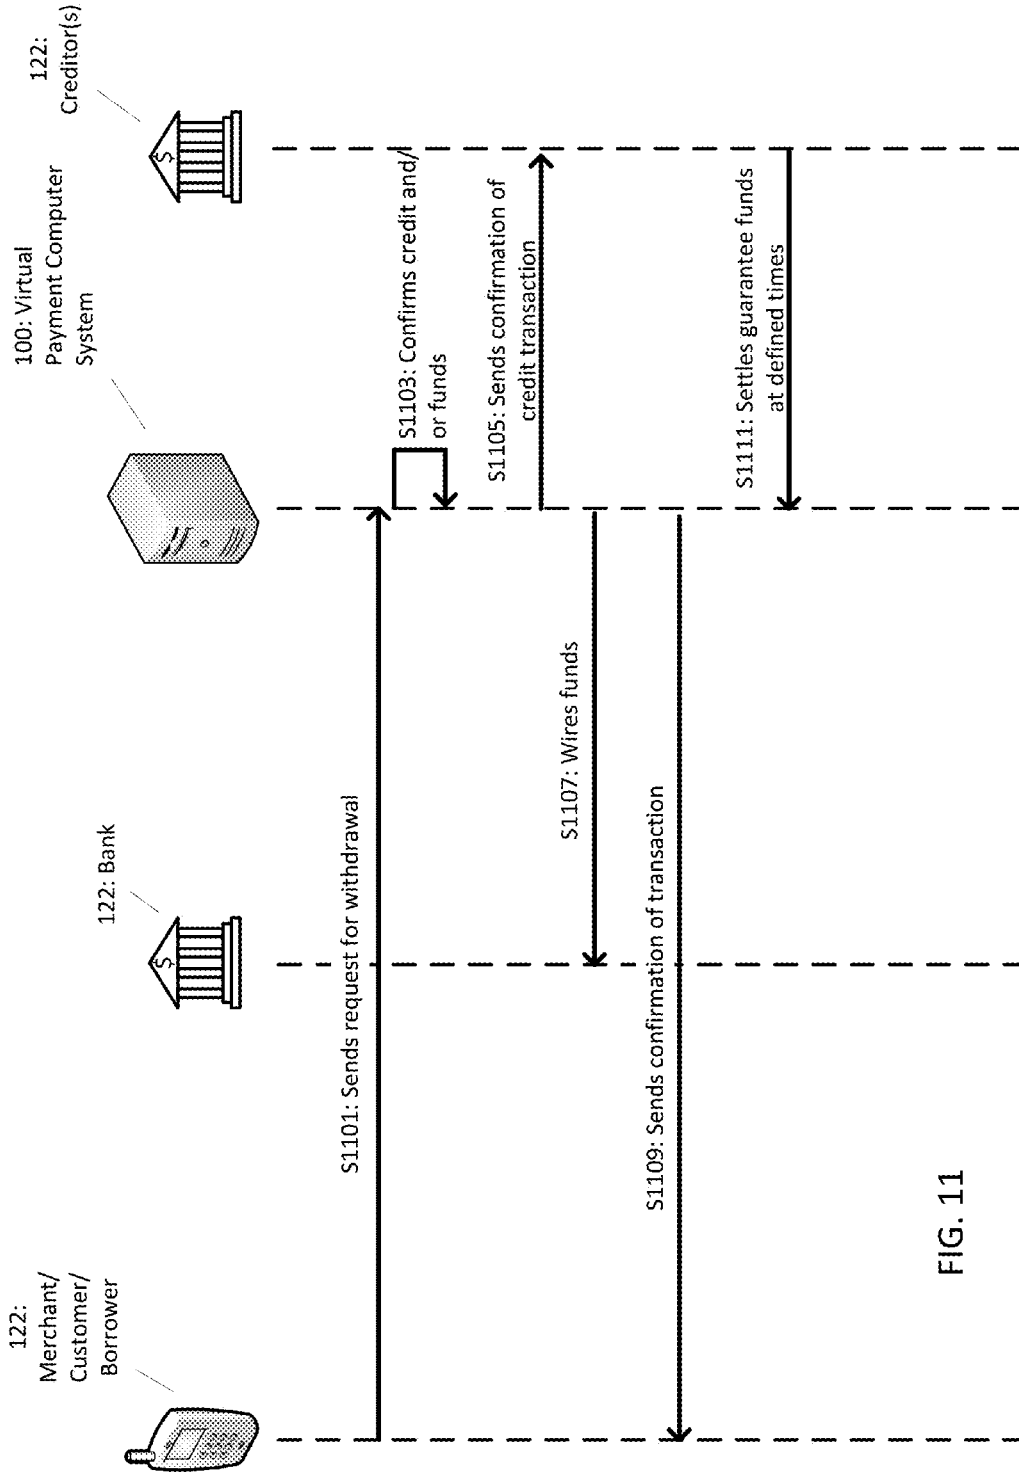 122:
Merchant/
Customer/
Borrower
122: Bank
100: Virtual
Payment Computer
System
122:
Creditor(s)
$
$
S1101: Sends request for withdrawal
S1103: Confirms credit and/
or funds
S1105: Sends confirmation of
credit transaction
S1107: Wires funds
S1109: Sends confirmation of transaction
S1111: Settles guarantee funds
at defined times
FIG. 11